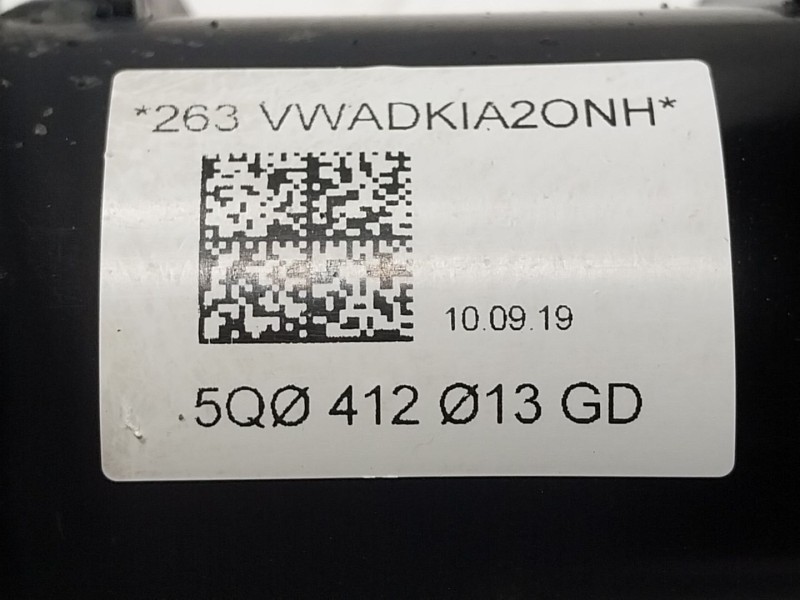 *263 VWADKIA2ONH*
10.09.19
5QØ 412 Ø13 GD